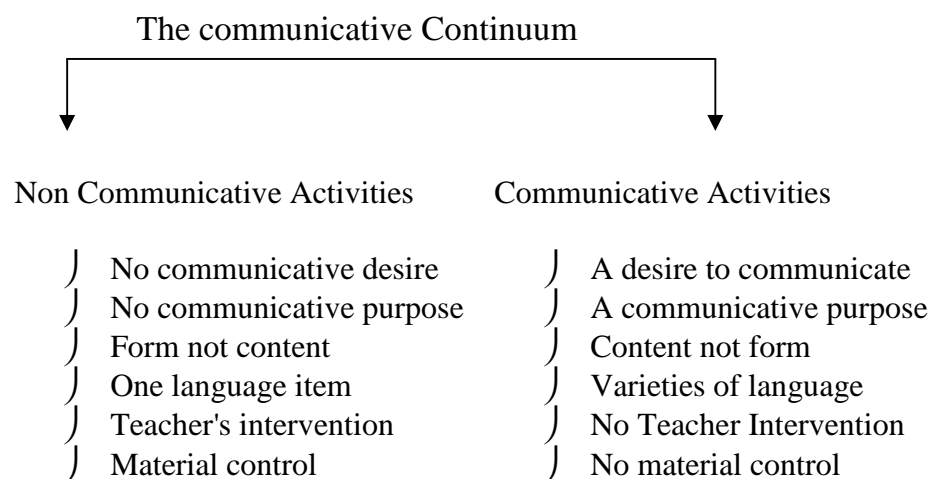 The communicative Continuum
Non Communicative Activities
⌡ No communicative desire
⌡ No communicative purpose
⌡ Form not content
⌡ One language item
⌡ Teacher's intervention
⌡ Material control
Communicative Activities
⌡ A desire to communicate
⌡ A communicative purpose
⌡ Content not form
⌡ Varieties of language
⌡ No Teacher Intervention
⌡ No material control